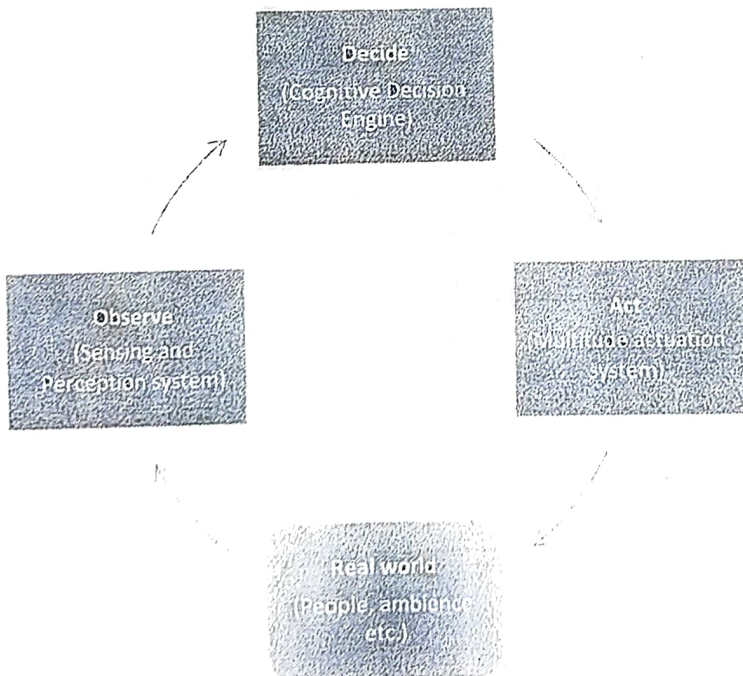 Decide
(Cognitive Decision
Engine)
Observe
(Sensing and
Perception system)
Act
(Multitude actuation
system)
Real world
(People, ambience
etc.)